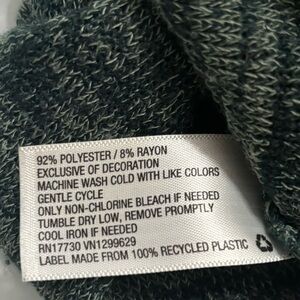 92% POLYESTER / 8% RAYON
EXCLUSIVE OF DECORATION
MACHINE WASH COLD WITH LIKE COLORS
GENTLE CYCLE
ONLY NON-CHLORINE BLEACH IF NEEDED
TUMBLE DRY LOW, REMOVE PROMPTLY
COOL IRON IF NEEDED
RN17730 VN1299629
LABEL MADE FROM 100% RECYCLED PLASTIC